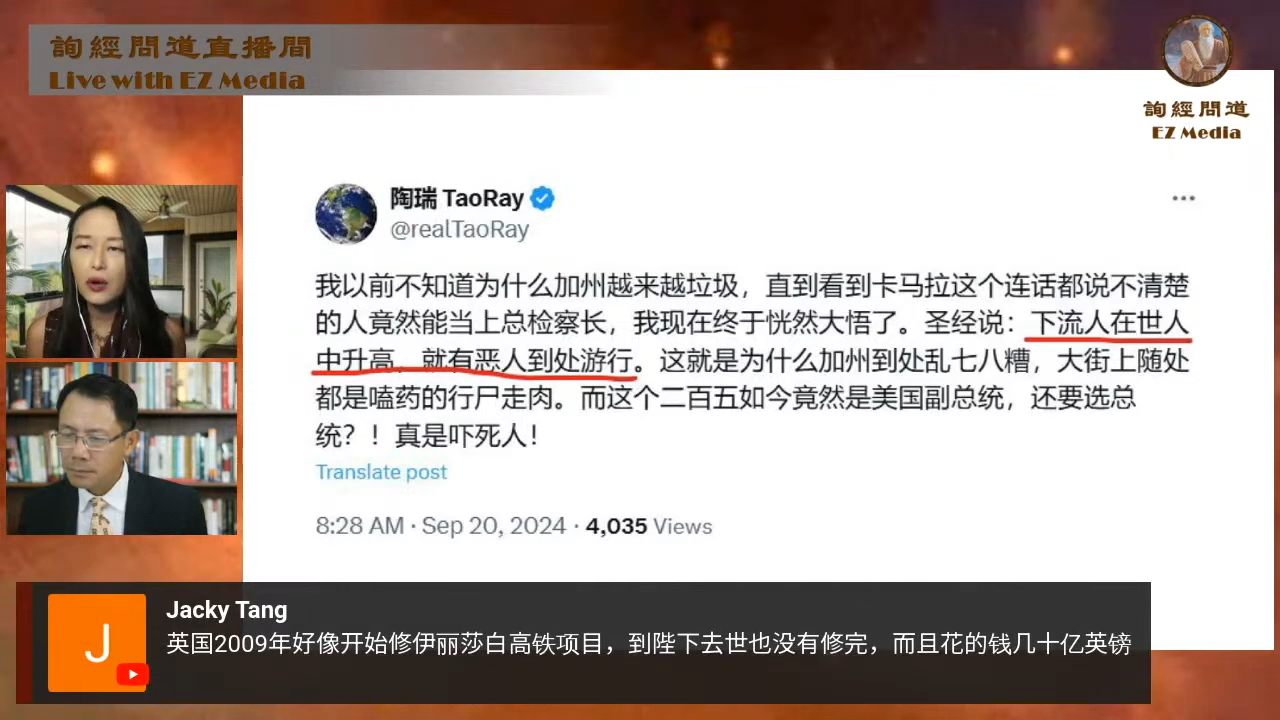 詢經問道直播間
Live with EZ Media
詢經問道
EZ Media
陶瑞 TaoRay
@realTaoRay
我以前不知道为什么加州越来越垃圾，直到看到卡马拉这个连话都说不清楚
的人竟然能当上总检察长，我现在终于恍然大悟了。圣经说：下流人在世人
中升高，就有恶人到处游行。这就是为什么加州到处乱七八糟，大街上随处
都是嗑药的行尸走肉。而这个二百五如今竟然是美国副总统，还要选总
统？！真是吓死人！
Translate post
8:28 AM · Sep 20, 2024 · 4,035 Views
J
Jacky Tang
英国2009年好像开始修伊丽莎白高铁项目，到陛下去世也没有修完，而且花的钱几十亿英镑